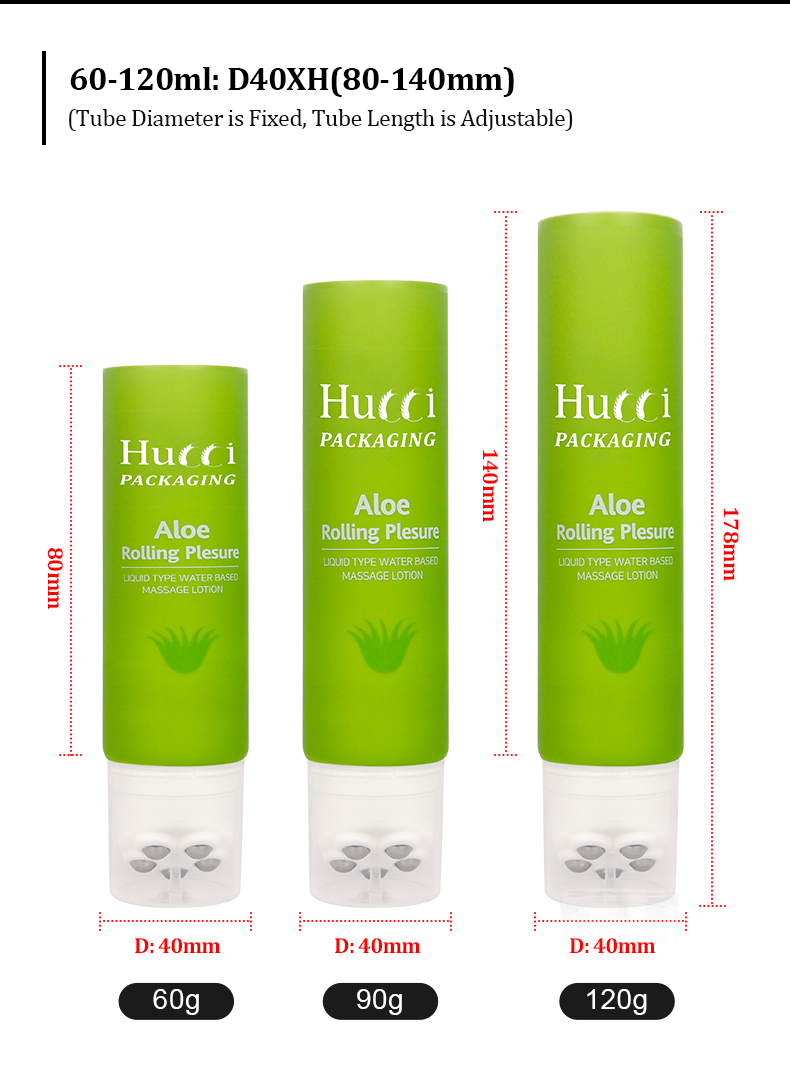 60-120ml: D40XH(80-140mm)
(Tube Diameter is Fixed, Tube Length is Adjustable)
80mm
Hucci
PACKAGING
Aloe
Rolling Plesure
LIQUID TYPE WATER BASED
MASSAGE LOTION
D: 40mm
60g
Hucci
PACKAGING
Aloe
Rolling Plesure
LIQUID TYPE WATER BASED
MASSAGE LOTION
D: 40mm
90g
140mm
Hucci
PACKAGING
Aloe
Rolling Plesure
LIQUID TYPE WATER BASED
MASSAGE LOTION
178mm
D: 40mm
120g